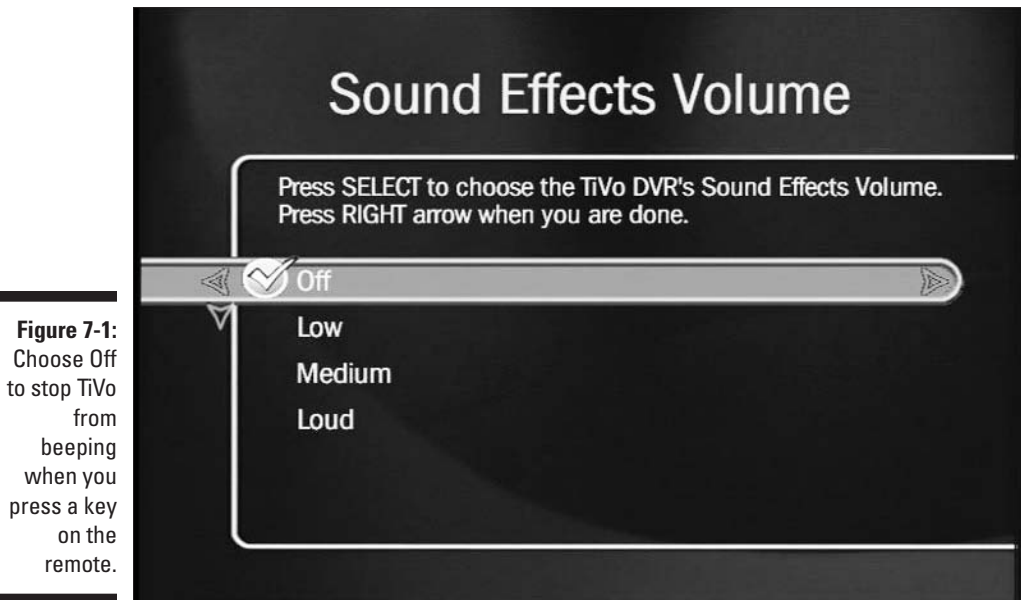 Sound Effects Volume
Press SELECT to choose the TiVo DVR's Sound Effects Volume.
Press RIGHT arrow when you are done.
Off
Low
Medium
Loud
Figure 7-1:
Choose Off
to stop TiVo
from
beeping
when you
press a key
on the
remote.